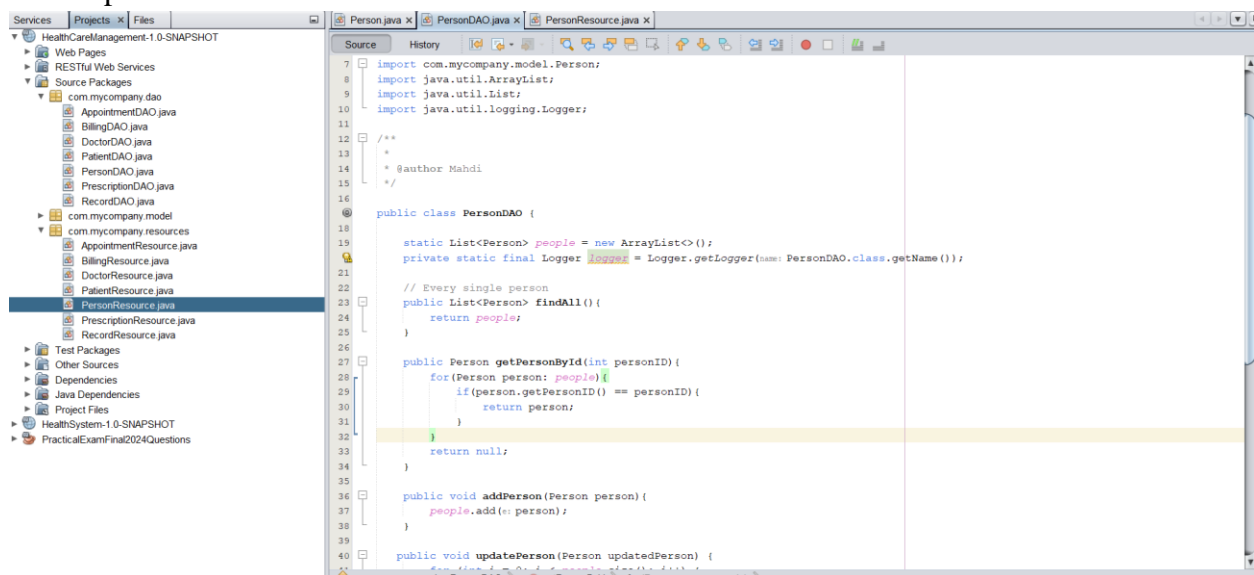 Services Projects × Files
HealthCareManagement-1.0-SNAPSHOT
Web Pages
RESTful Web Services
Source Packages
com.mycompany.dao
AppointmentDAO.java
BillingDAO.java
DoctorDAO.java
PatientDAO.java
PersonDAO.java
PrescriptionDAO.java
RecordDAO.java
com.mycompany.model
com.mycompany.resources
AppointmentResource.java
BillingResource.java
DoctorResource.java
PatientResource.java
PersonResource.java
PrescriptionResource.java
RecordResource.java
Test Packages
Other Sources
Dependencies
Java Dependencies
Project Files
HealthSystem-1.0-SNAPSHOT
PracticalExamFinal2024Questions
Person.java × PersonDAO.java × PersonResource.java ×
Source History
7 import com.mycompany.model.Person;
8 import java.util.ArrayList;
9 import java.util.List;
10 import java.util.logging.Logger;
11
12 /**
13 *
14 * @author Mahdi
15 */
16
public class PersonDAO {
18
19 static List<Person> people = new ArrayList<>();
private static final Logger logger = Logger.getLogger(name: PersonDAO.class.getName());
21
22 // Every single person
23 public List<Person> findAll(){
24 return people;
25 }
26
27 public Person getPersonById(int personID){
28 for(Person person: people){
29 if(person.getPersonID() == personID){
30 return person;
31 }
32 }
33 return null;
34 }
35
36 public void addPerson(Person person){
37 people.add(e: person);
38 }
39
40 public void updatePerson(Person updatedPerson) {